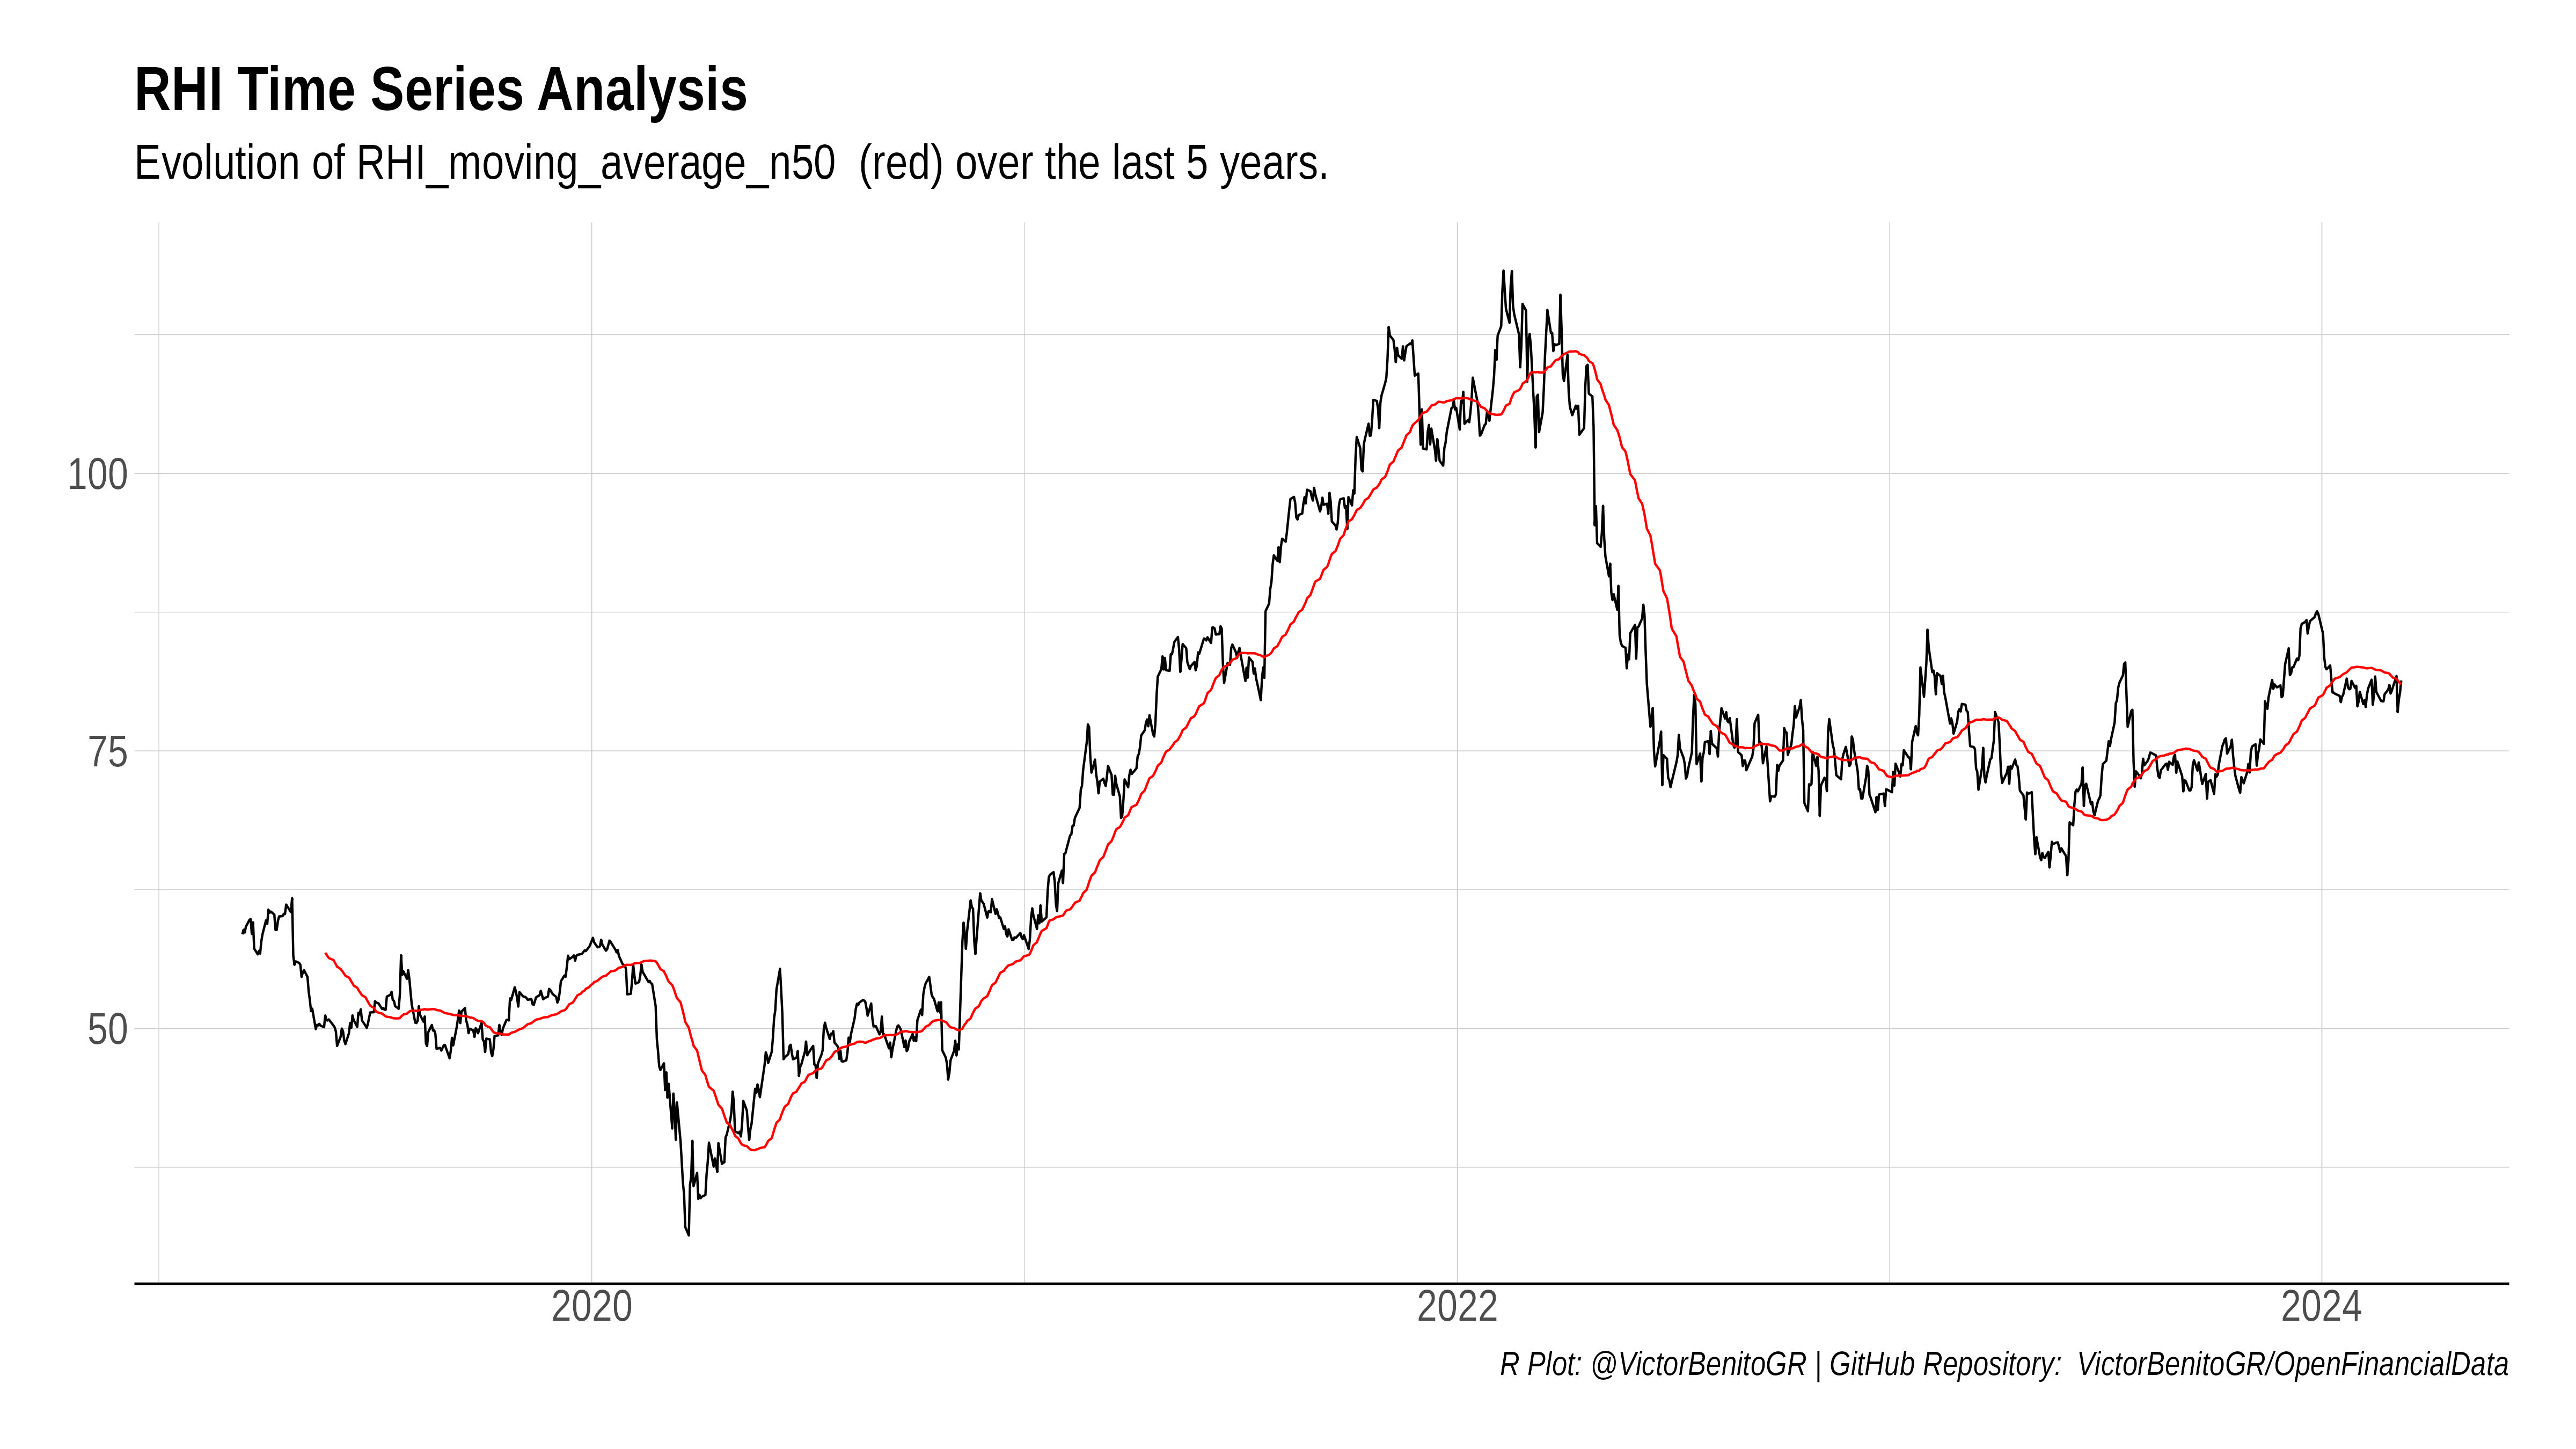 RHI Time Series Analysis
Evolution of RHI_moving_average_n50  (red) over the last 5 years.
100
75
50
2020 2022 2024
R Plot: @VictorBenitoGR | GitHub Repository:  VictorBenitoGR/OpenFinancialData